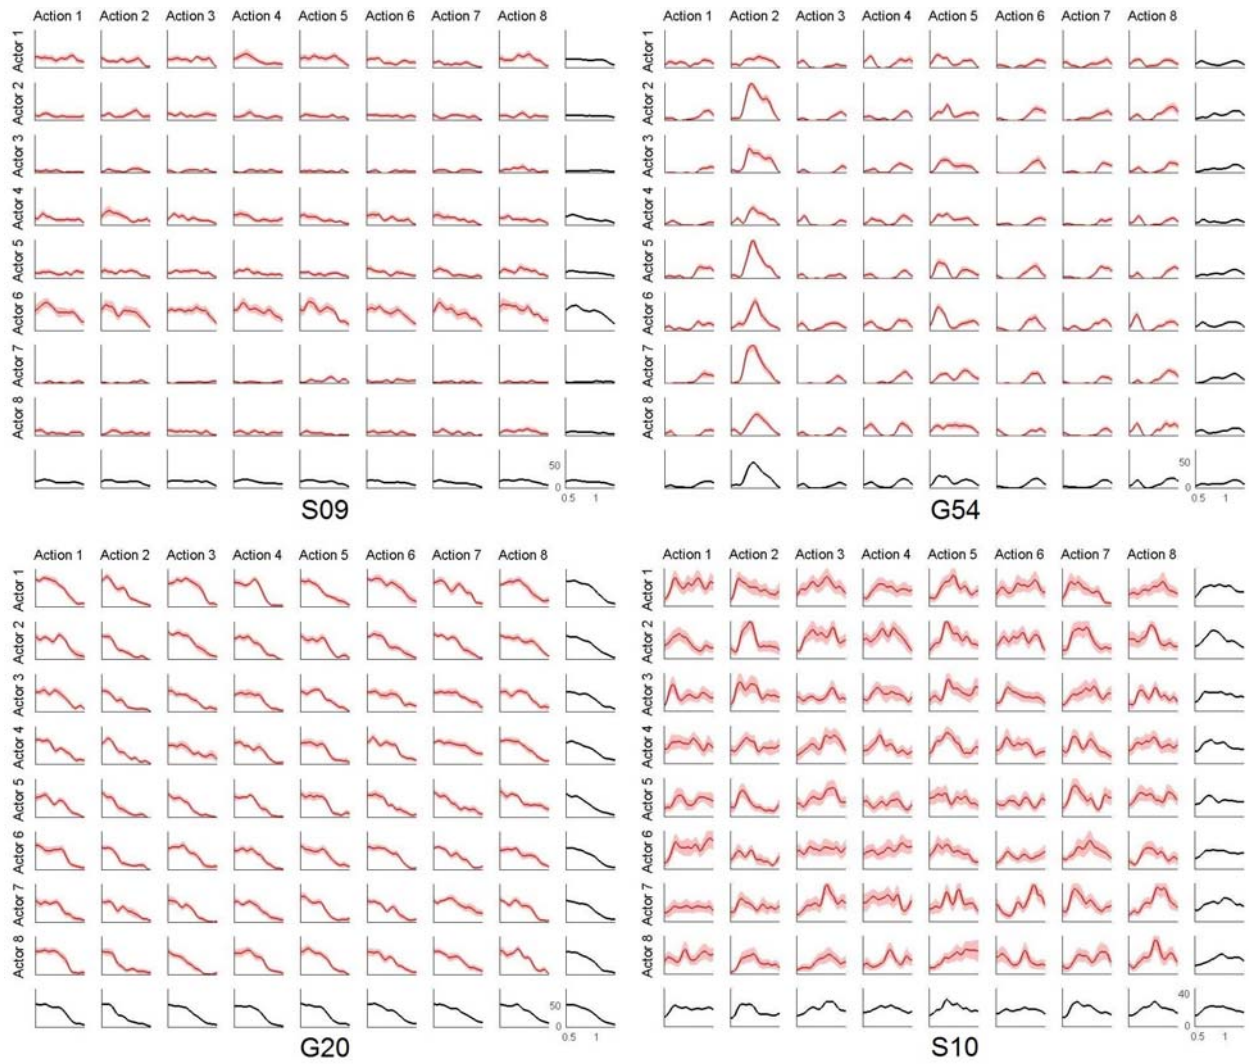 Action 1 Action 2 Action 3 Action 4 Action 5 Action 6 Action 7 Action 8
Actor 1
Actor 2
Actor 3
Actor 4
Actor 5
Actor 6
Actor 7
Actor 8
50
0
0.5 1
S09
Action 1 Action 2 Action 3 Action 4 Action 5 Action 6 Action 7 Action 8
Actor 1
Actor 2
Actor 3
Actor 4
Actor 5
Actor 6
Actor 7
Actor 8
50
0
0.5 1
G54
Action 1 Action 2 Action 3 Action 4 Action 5 Action 6 Action 7 Action 8
Actor 1
Actor 2
Actor 3
Actor 4
Actor 5
Actor 6
Actor 7
Actor 8
50
0
0.5 1
G20
Action 1 Action 2 Action 3 Action 4 Action 5 Action 6 Action 7 Action 8
Actor 1
Actor 2
Actor 3
Actor 4
Actor 5
Actor 6
Actor 7
Actor 8
40
0
0.5 1
S10